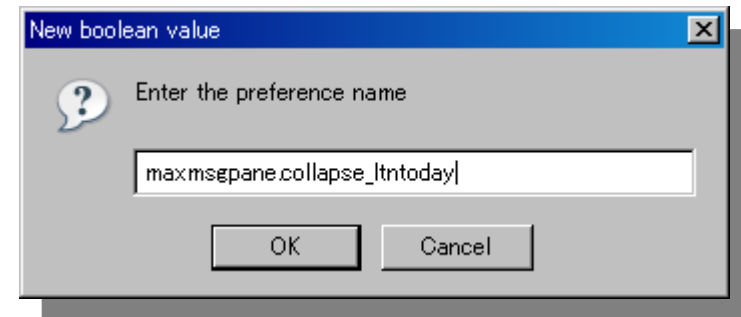 New boolean value
Enter the preference name
maxmsgpane.collapse_ltntoday
OK
Cancel